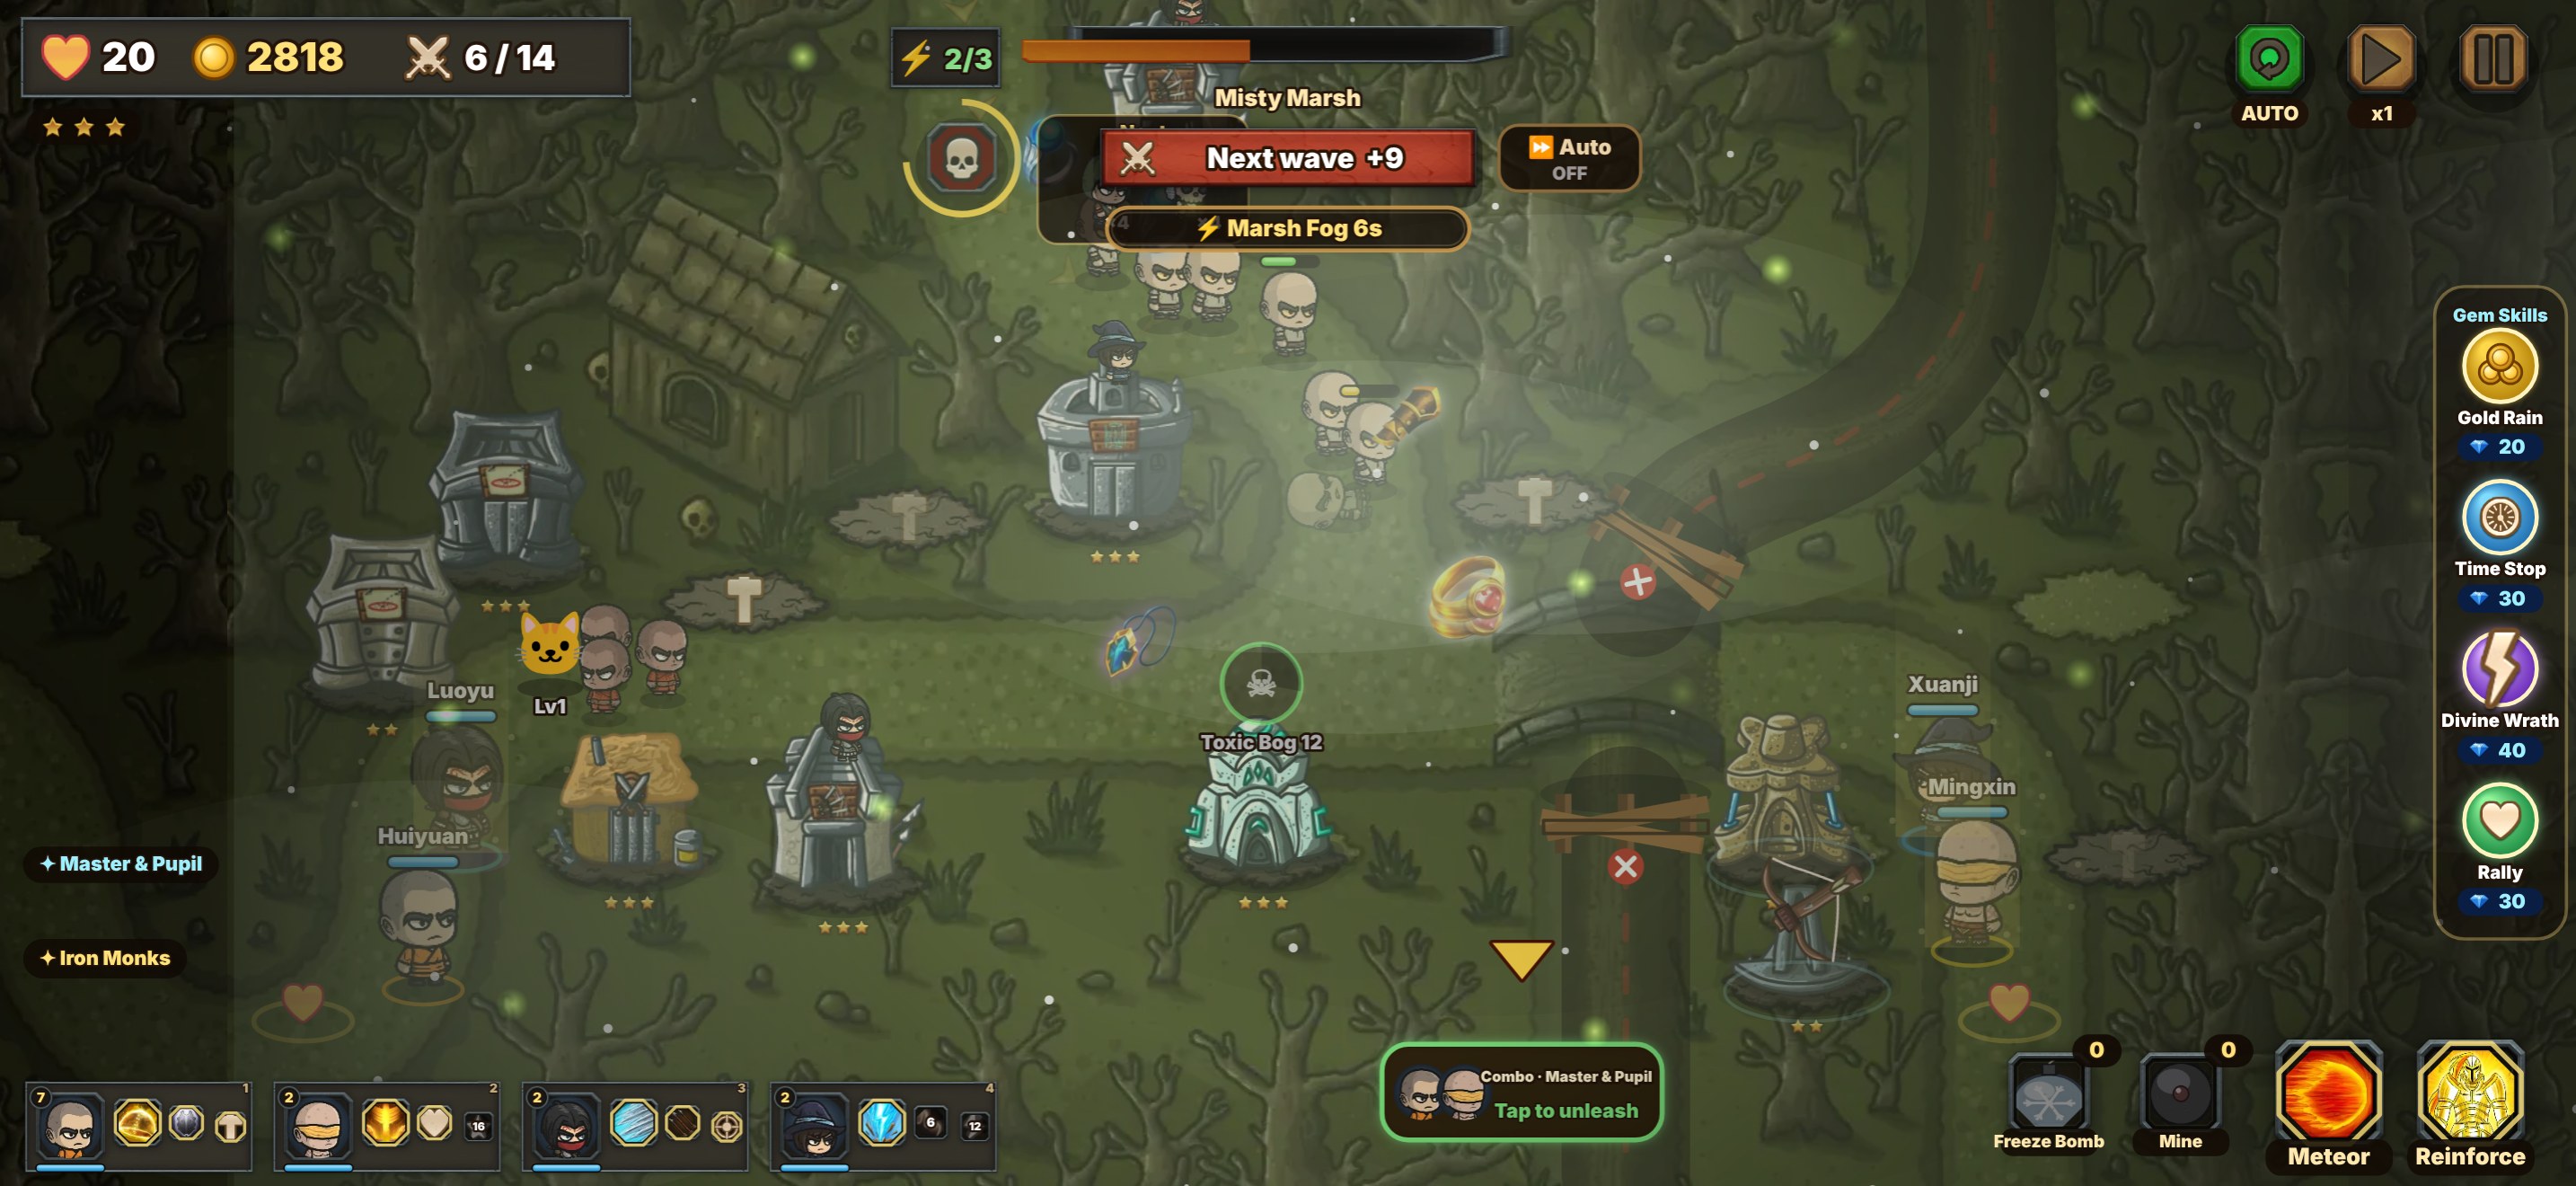 20
2818
6 / 14
2/3
Misty Marsh
Next wave +9
Auto
OFF
Marsh Fog 6s
AUTO
x1
Gem Skills
Gold Rain
20
Time Stop
30
Divine Wrath
40
Rally
30
Luoyu
Lv1
Huiyuan
Toxic Bog 12
Xuanji
Mingxin
Master & Pupil
Iron Monks
Combo · Master & Pupil
Tap to unleash
7
1
2
16
2
2
3
2
6
12
4
0
Freeze Bomb
0
Mine
Meteor
Reinforce